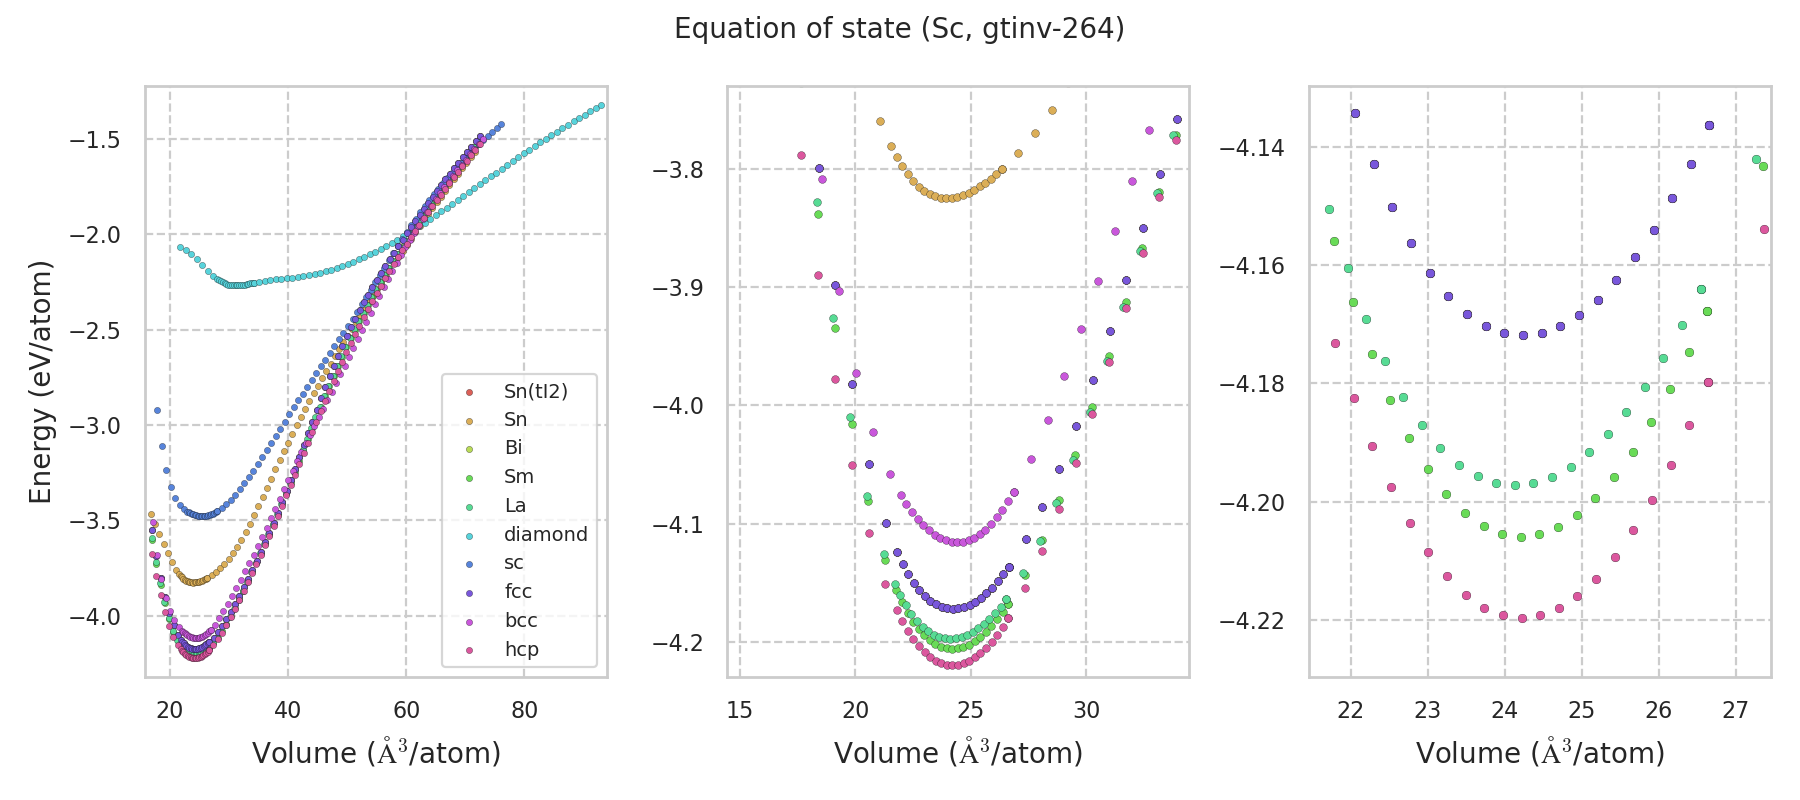 Equation of state (Sc, gtinv-264)
Energy (eV/atom)
−1.5
−2.0
−2.5
−3.0
−3.5
−4.0
20 40 60 80
Volume (Å³/atom)
Sn(tI2)
Sn
Bi
Sm
La
diamond
sc
fcc
bcc
hcp
−3.8
−3.9
−4.0
−4.1
−4.2
15 20 25 30
Volume (Å³/atom)
−4.14
−4.16
−4.18
−4.20
−4.22
22 23 24 25 26 27
Volume (Å³/atom)